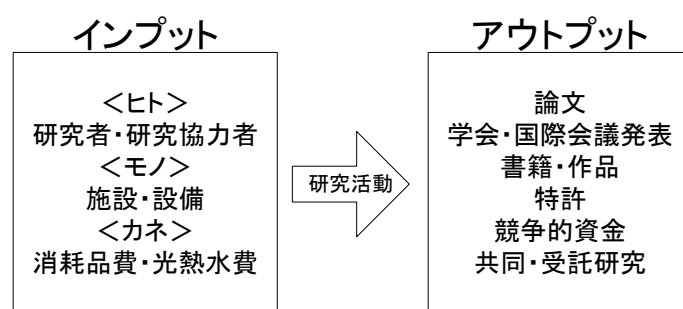 インプット
＜ヒト＞
研究者・研究協力者
＜モノ＞
施設・設備
＜カネ＞
消耗品費・光熱水費
研究活動
アウトプット
論文
学会・国際会議発表
書籍・作品
特許
競争的資金
共同・受託研究